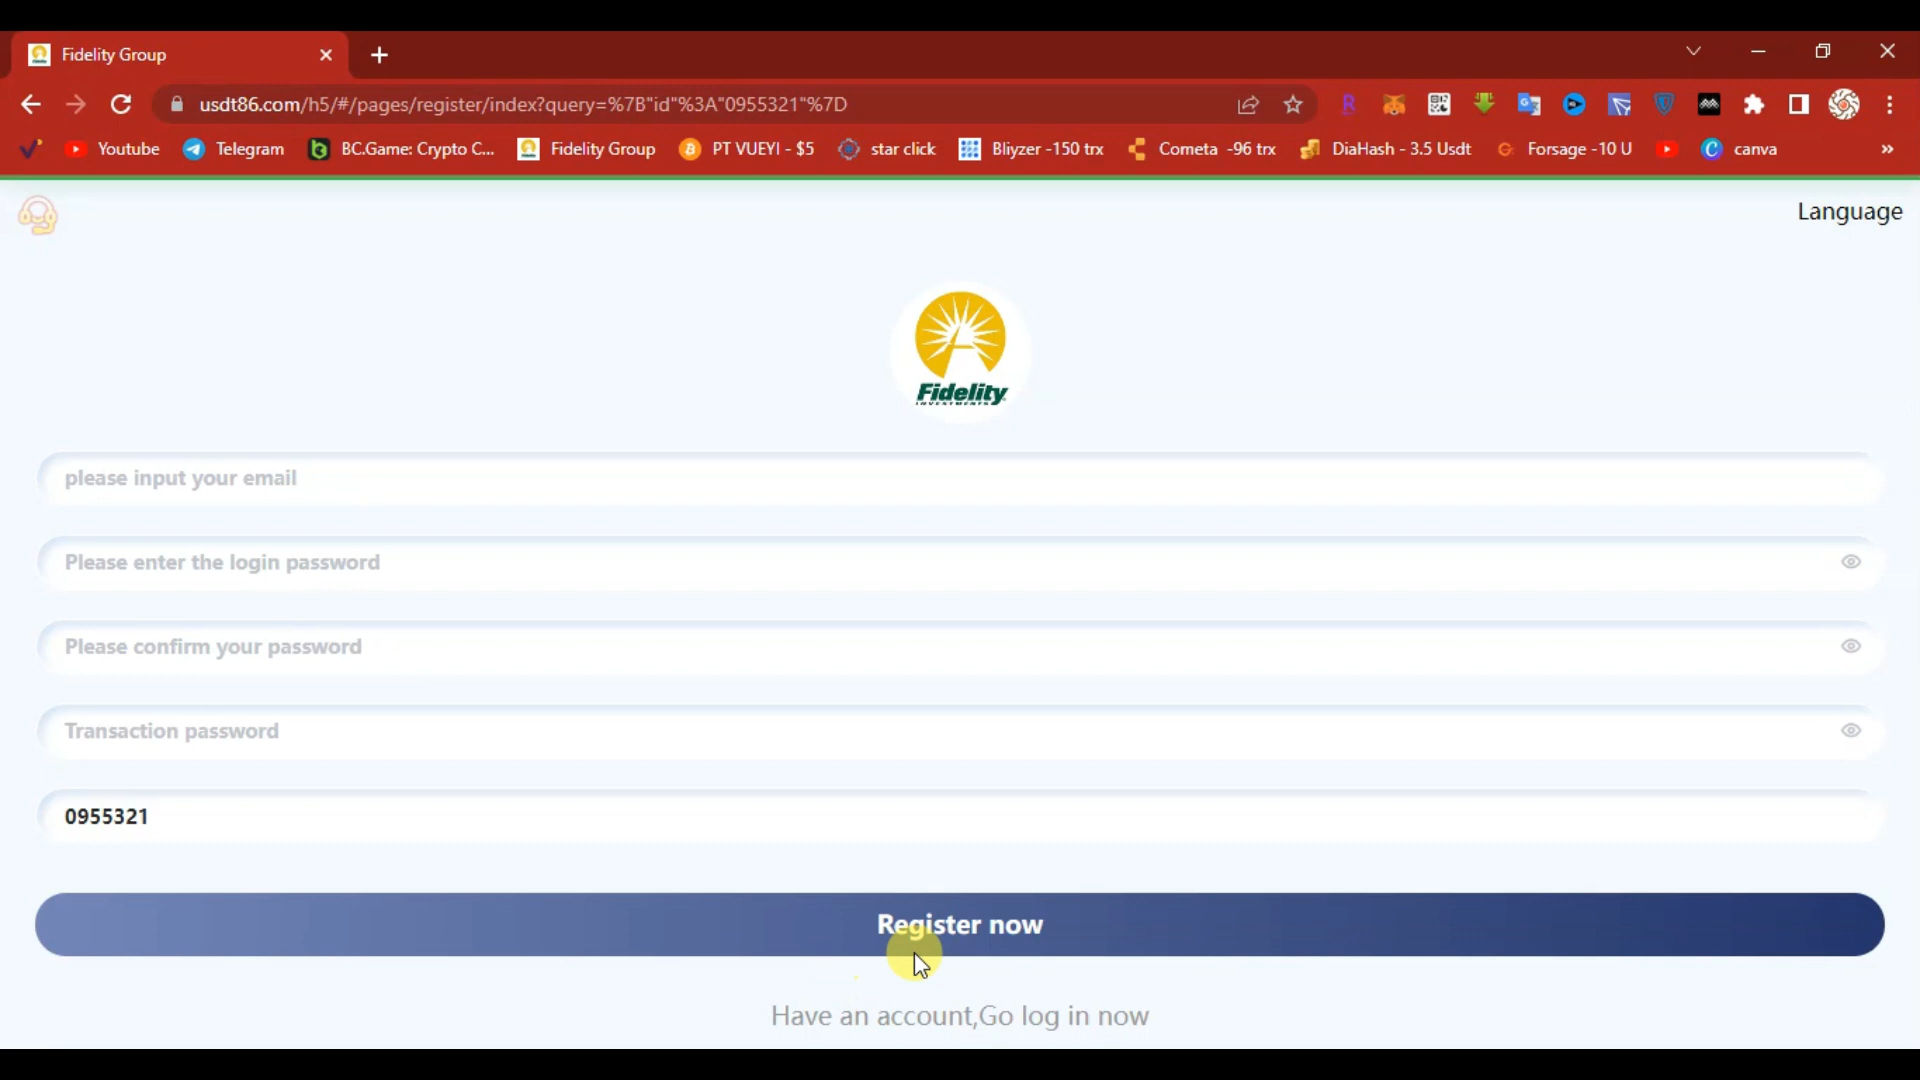 Fidelity Group
usdt86.com/h5/#/pages/register/index?query=%7B"id"%3A"0955321"%7D
Youtube
Telegram
BC.Game: Crypto C...
Fidelity Group
PT VUEYI - $5
star click
Bliyzer -150 trx
Cometa -96 trx
DiaHash - 3.5 Usdt
Forsage -10 U
canva
»
Language
Fidelity
INVESTMENTS
please input your email
Please enter the login password
Please confirm your password
Transaction password
0955321
Register now
Have an account,Go log in now